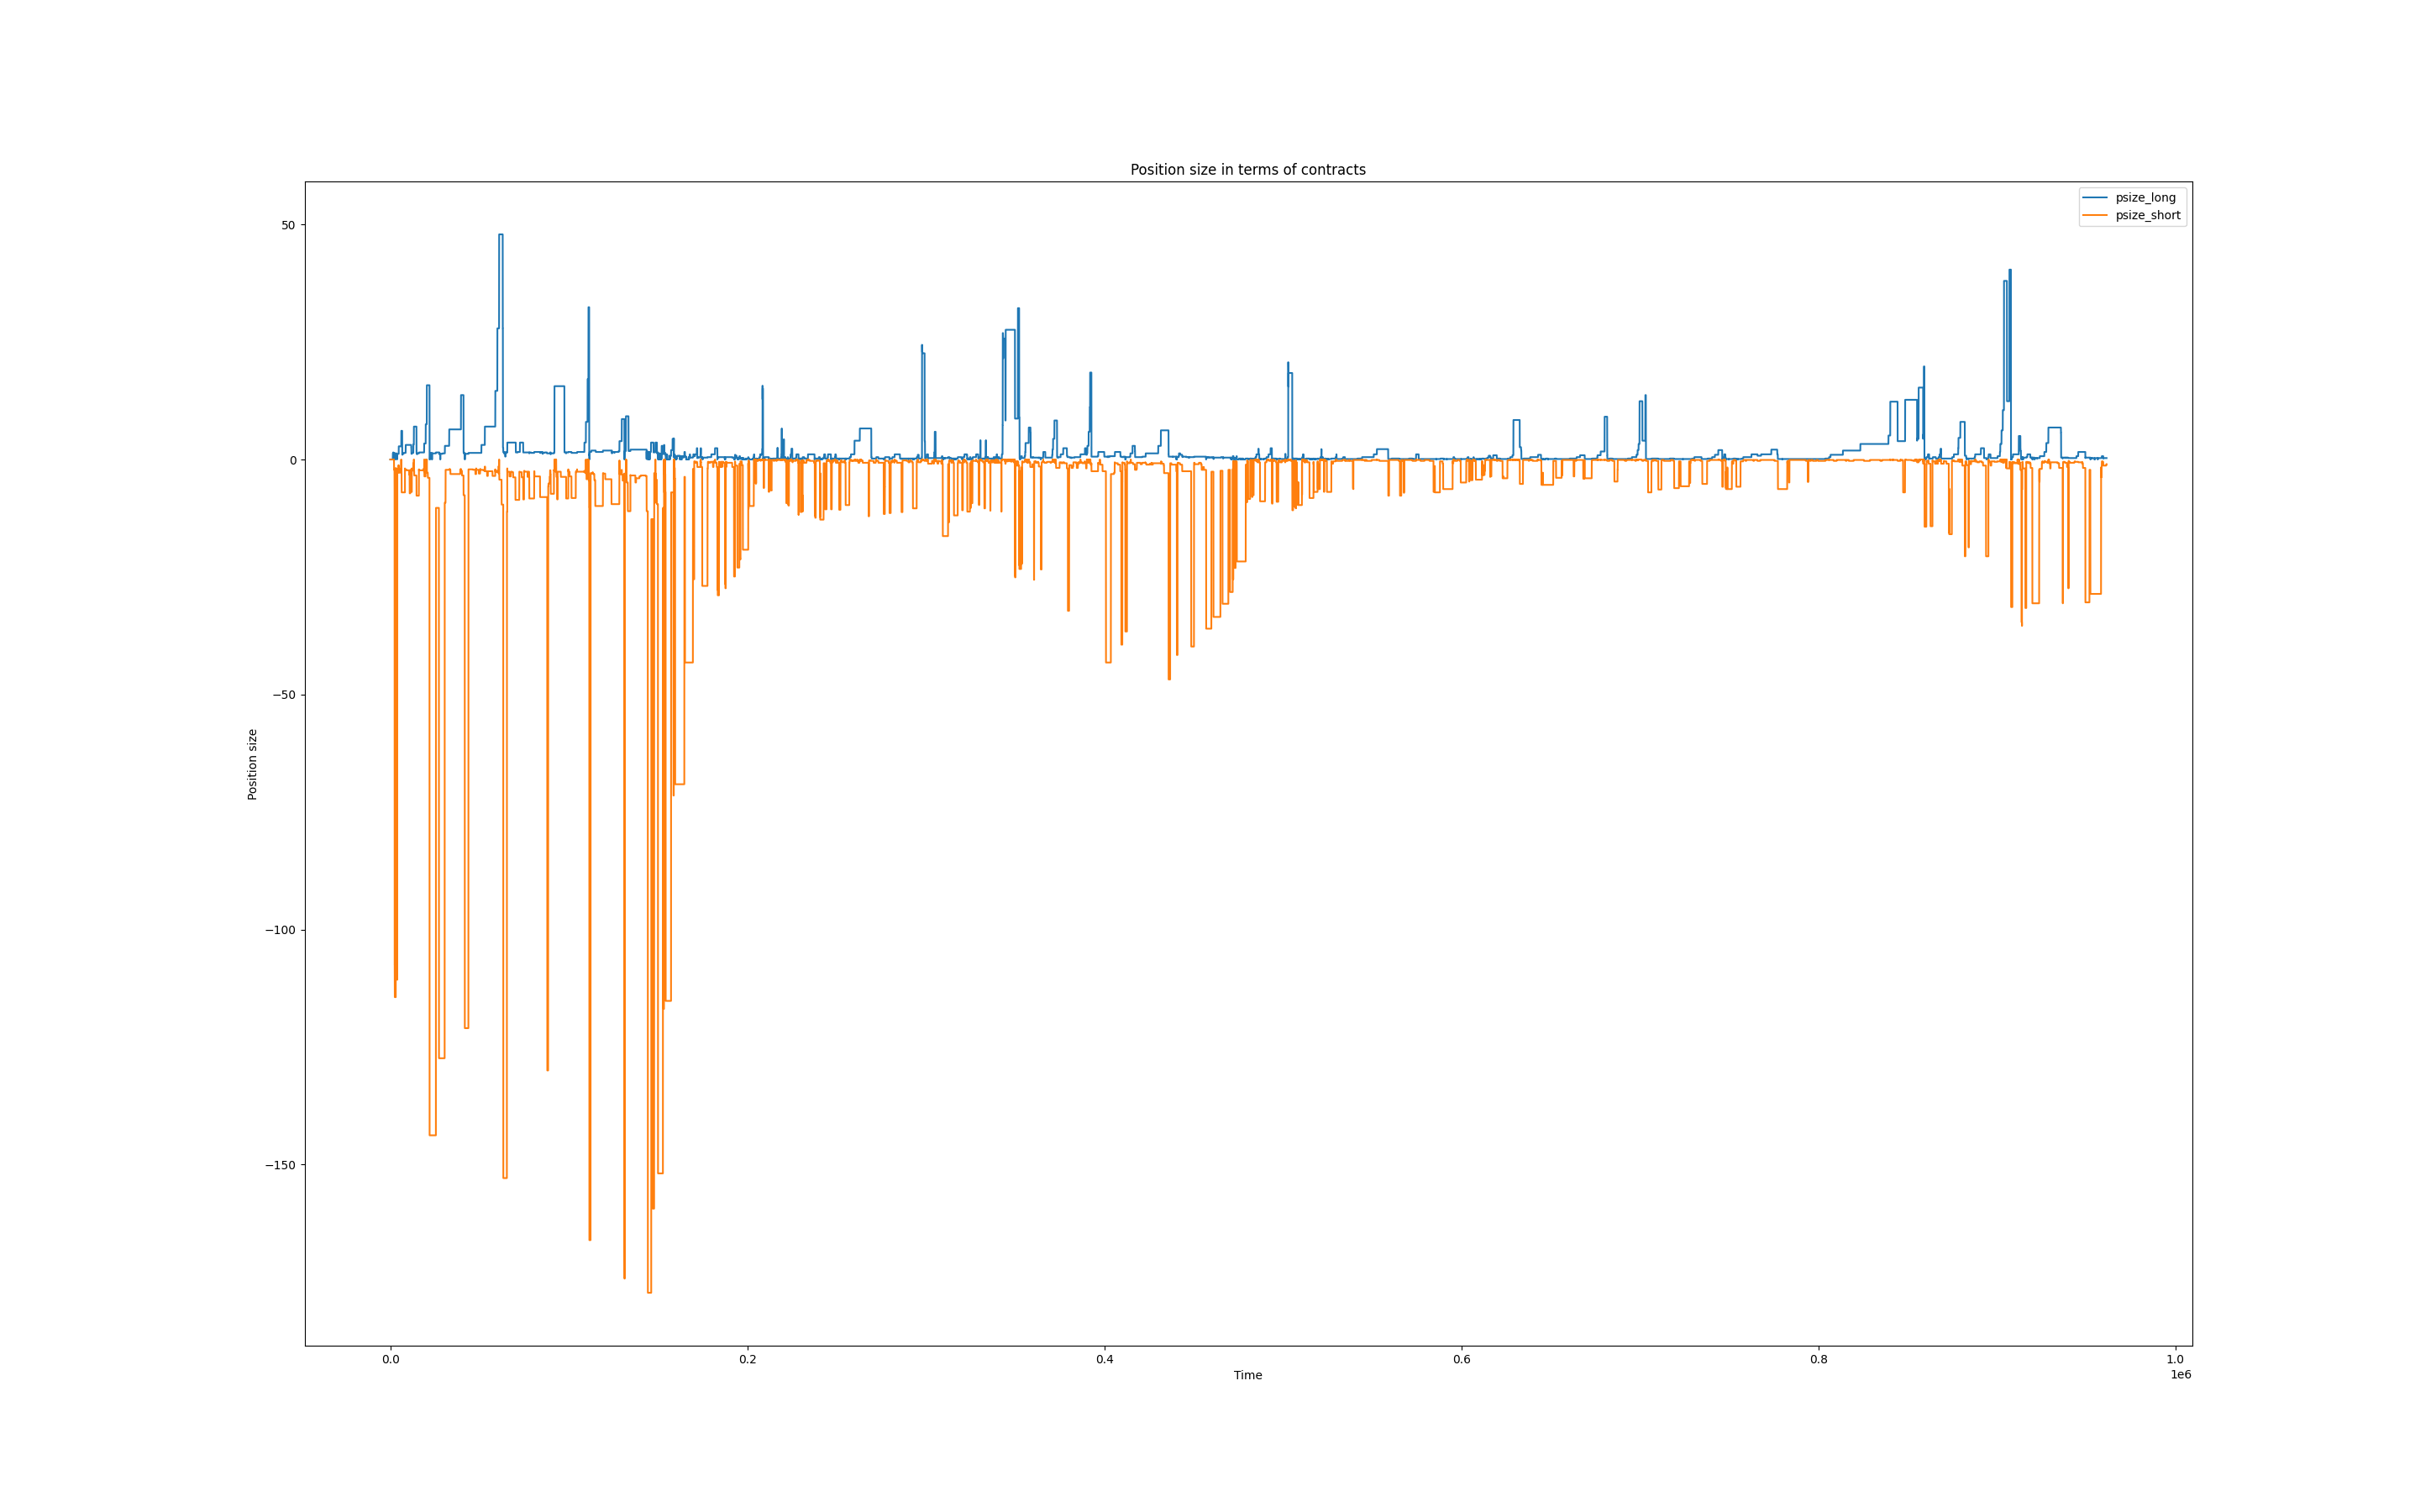 Position size in terms of contracts
psize_long
psize_short
50
0
−50
−100
−150
Position size
0.0
0.2
0.4
0.6
0.8
1.0
Time
1e6